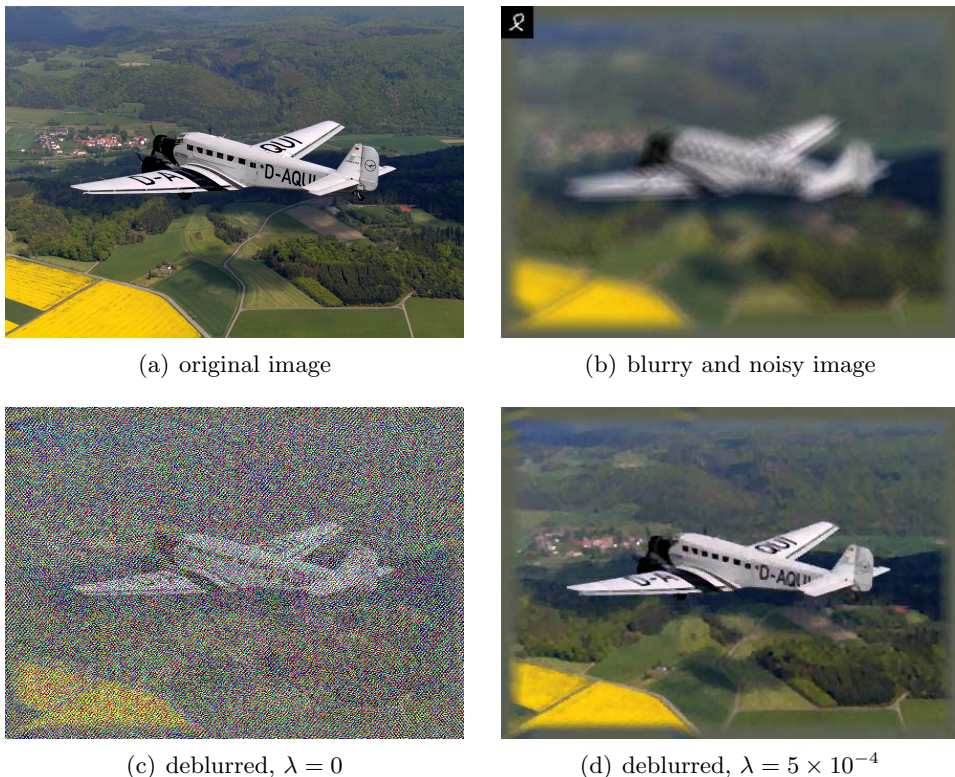 QUI
D-A
D-AQUI
(a) original image
(b) blurry and noisy image
QUI
D-A
D-AQUI
(c) deblurred, λ = 0
(d) deblurred, λ = 5 × 10⁻⁴